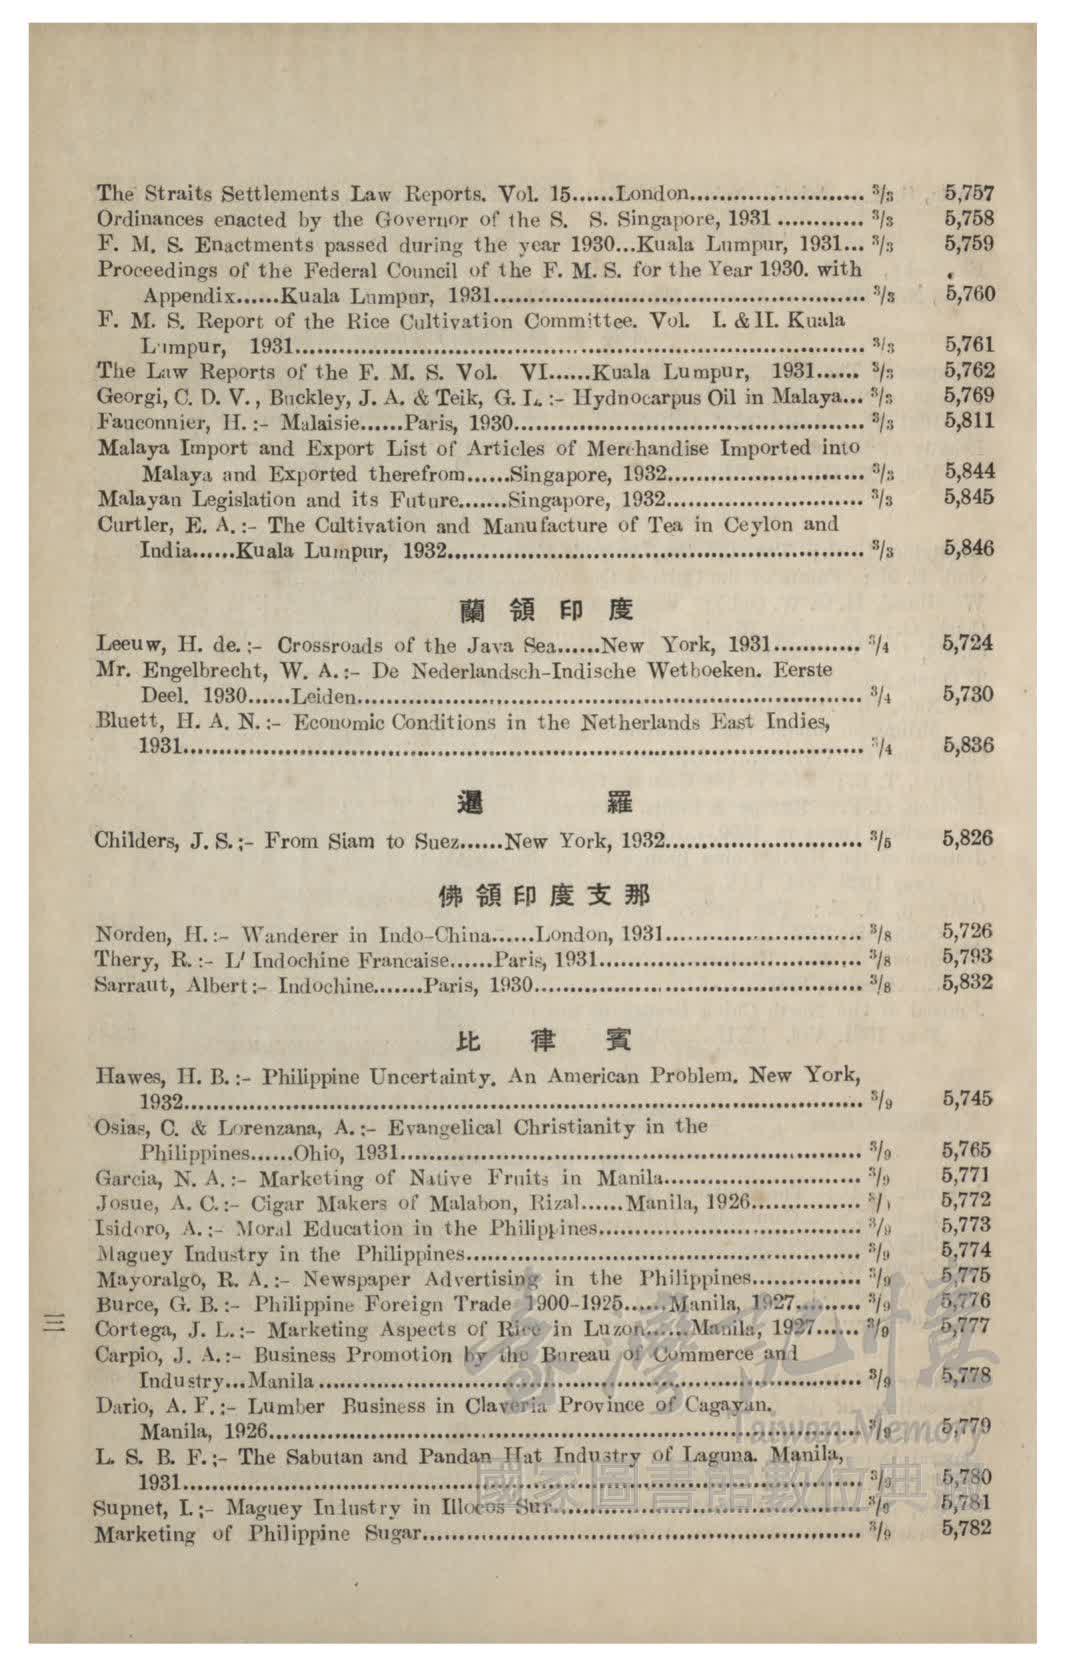 The Straits Settlements Law Reports. Vol. 15......London........................ 3/3 5,757
Ordinances enacted by the Governor of the S. S. Singapore, 1931 ............ 3/3 5,758
F. M. S. Enactments passed during the year 1930...Kuala Lumpur, 1931... 3/3 5,759
Proceedings of the Federal Council of the F. M. S. for the Year 1930. with
Appendix......Kuala Lumpur, 1931.................................................. 3/3 5,760
F. M. S. Report of the Rice Cultivation Committee. Vol. I. & II. Kuala
Lumpur, 1931.............................................................................. 3/3 5,761
The Law Reports of the F. M. S. Vol. VI......Kuala Lumpur, 1931...... 3/3 5,762
Georgi, C. D. V., Buckley, J. A. & Teik, G. L. :- Hydnocarpus Oil in Malaya... 3/3 5,769
Fauconnier, H. :- Malaisie......Paris, 1930................................................ 3/3 5,811
Malaya Import and Export List of Articles of Merchandise Imported into
Malaya and Exported therefrom......Singapore, 1932........................... 3/3 5,844
Malayan Legislation and its Future.......Singapore, 1932........................... 3/3 5,845
Curtler, E. A. :- The Cultivation and Manufacture of Tea in Ceylon and
India......Kuala Lumpur, 1932......................................................... 3/3 5,846
蘭領印度
Leeuw, H. de. :- Crossroads of the Java Sea......New York, 1931............ 3/4 5,724
Mr. Engelbrecht, W. A. :- De Nederlandsch-Indische Wetboeken. Eerste
Deel. 1930......Leiden..................................................................... 3/4 5,730
Bluett, H. A. N. :- Economic Conditions in the Netherlands East Indies,
1931............................................................................................. 3/4 5,836
暹羅
Childers, J. S. ;- From Siam to Suez......New York, 1932........................... 3/5 5,826
佛領印度支那
Norden, H. :- Wanderer in Indo-China......London, 1931........................... 3/8 5,726
Thery, R. :- L' Indochine Francaise......Paris, 1931.................................... 3/8 5,793
Sarraut, Albert :- Indochine.......Paris, 1930............................................. 3/8 5,832
比律賓
Hawes, H. B. :- Philippine Uncertainty. An American Problem. New York,
1932............................................................................................. 3/9 5,745
Osias, C. & Lorenzana, A. :- Evangelical Christianity in the
Philippines......Ohio, 1931............................................................... 3/9 5,765
Garcia, N. A. :- Marketing of Native Fruits in Manila........................... 3/9 5,771
Josue, A. C. :- Cigar Makers of Malabon, Rizal......Manila, 1926............... 5,772
Isidoro, A. :- Moral Education in the Philippines.................................... 3/9 5,773
Maguey Industry in the Philippines...................................................... 3/9 5,774
Mayoralgo, R. A. :- Newspaper Advertising in the Philippines............... 3/9 5,775
Burce, G. B. :- Philippine Foreign Trade 1900-1925......Manila, 1927......... 3/9 5,776
Cortega, J. L. :- Marketing Aspects of Rice in Luzon......Manila, 1927...... 3/9 5,777
Carpio, J. A. :- Business Promotion by the Bureau of Commerce and
Industry...Manila ........................................................................... 3/9 5,778
Dario, A. F. ;- Lumber Business in Claveria Province of Cagayan.
Manila, 1926................................................................................. 3/9 5,779
L. S. B. F. ;- The Sabutan and Pandan Hat Industry of Laguna. Manila,
1931............................................................................................. 3/9 5,780
Supnet, I. ;- Maguey Industry in Illocos Sur.......................................... 3/9 5,781
Marketing of Philippine Sugar............................................................ 3/9 5,782
三
臺灣記憶
Taiwan Memory
國家圖書館數位典藏